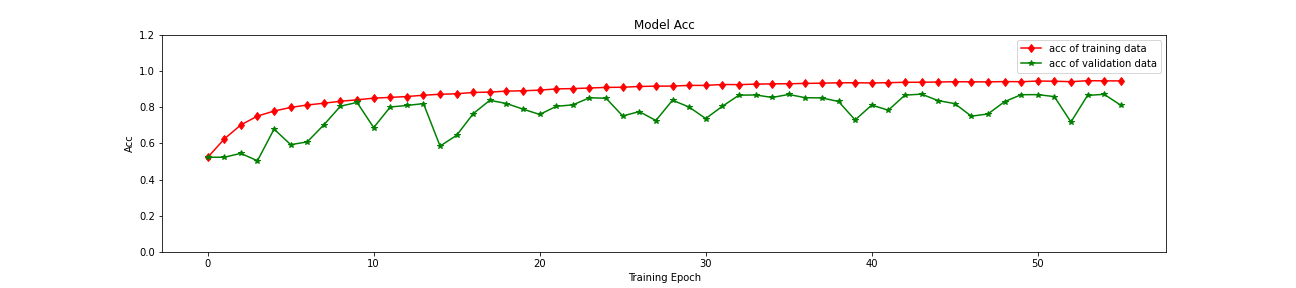 Model Acc
acc of training data
acc of validation data
1.2
1.0
0.8
0.6
0.4
0.2
0.0
Acc
0 10 20 30 40 50
Training Epoch